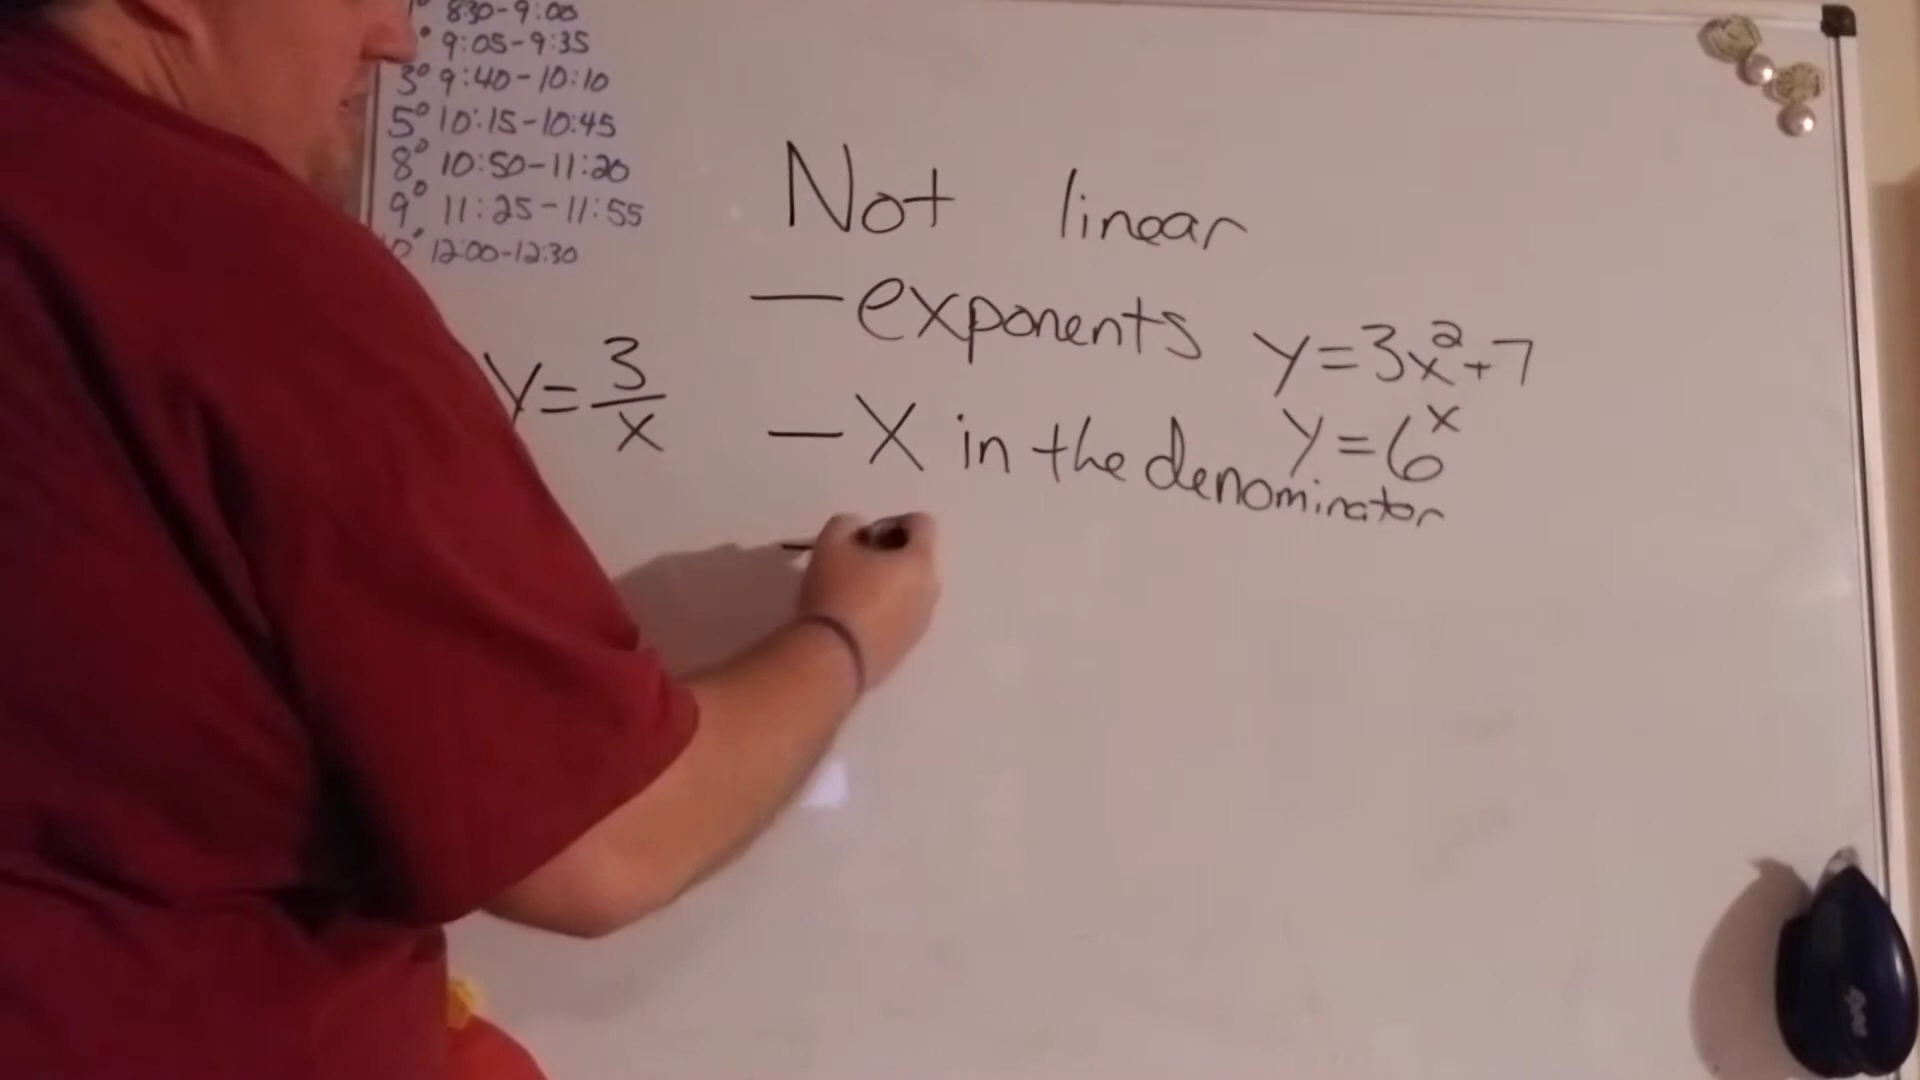 8:30-9:00
9:05-9:35
3° 9:40-10:10
5° 10:15-10:45
8° 10:50-11:20
9° 11:25-11:55
10° 12:00-12:30
Not linear
- exponents y=3x²+7
y=6ˣ
- X in the denominator
y=3/x